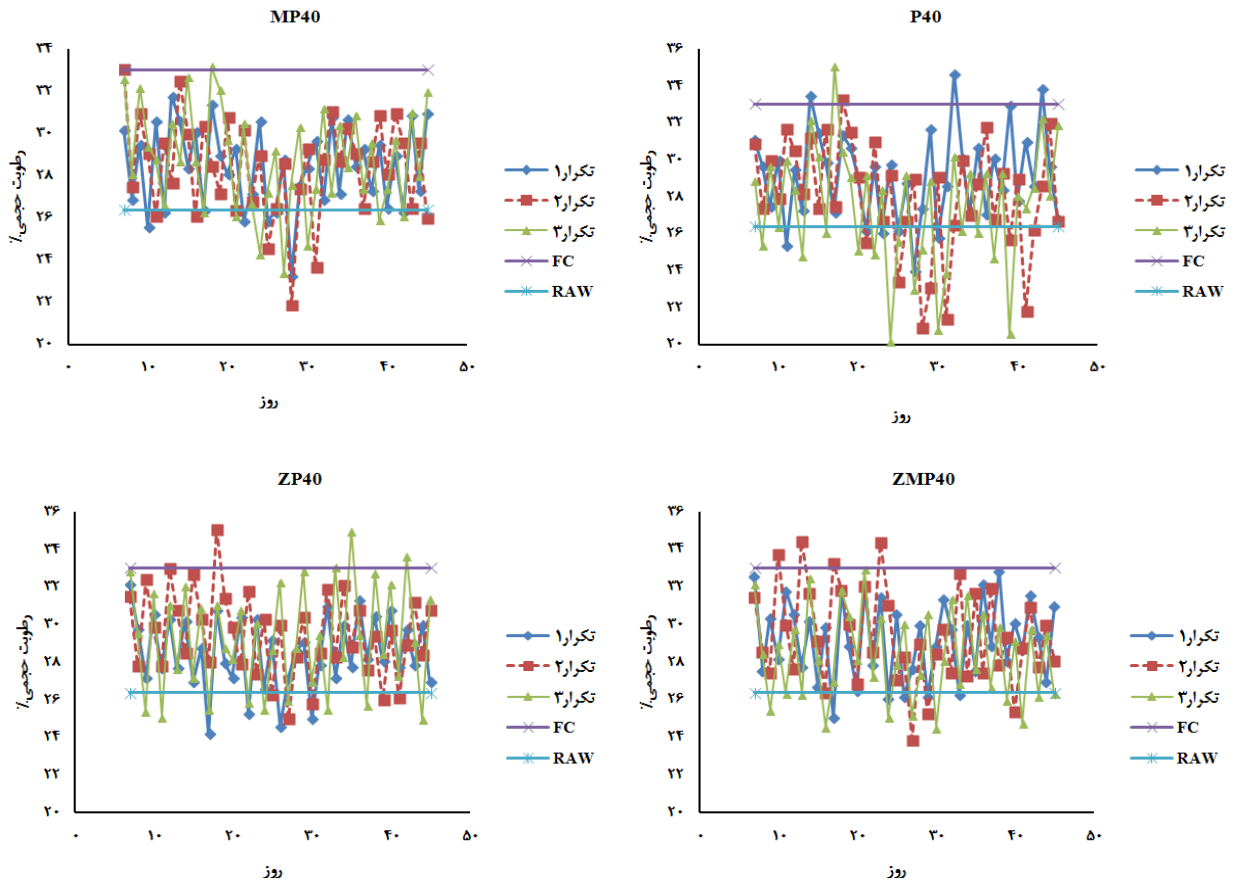 MP40
رطوبت حجمی٪
۳۴
۳۲
۳۰
۲۸
۲۶
۲۴
۲۲
۲۰
۰
۱۰
۲۰
۳۰
۴۰
۵۰
روز
تکرار۱
تکرار۲
تکرار۳
FC
RAW
P40
رطوبت حجمی٪
۳۶
۳۴
۳۲
۳۰
۲۸
۲۶
۲۴
۲۲
۲۰
۰
۱۰
۲۰
۳۰
۴۰
۵۰
روز
تکرار۱
تکرار۲
تکرار۳
FC
RAW
ZP40
رطوبت حجمی٪
۳۶
۳۴
۳۲
۳۰
۲۸
۲۶
۲۴
۲۲
۲۰
۰
۱۰
۲۰
۳۰
۴۰
۵۰
روز
تکرار۱
تکرار۲
تکرار۳
FC
RAW
ZMP40
رطوبت حجمی٪
۳۶
۳۴
۳۲
۳۰
۲۸
۲۶
۲۴
۲۲
۲۰
۰
۱۰
۲۰
۳۰
۴۰
۵۰
روز
تکرار۱
تکرار۲
تکرار۳
FC
RAW